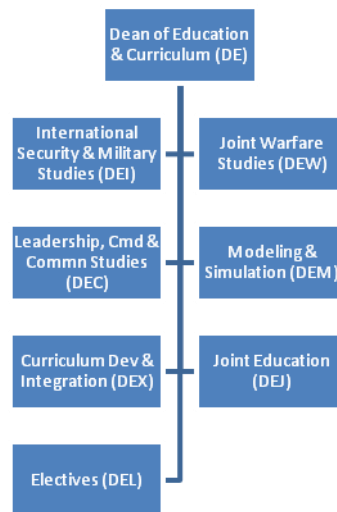 Dean of Education
& Curriculum (DE)
International
Security & Military
Studies (DEI)
Joint Warfare
Studies (DEW)
Leadership, Cmd &
Commn Studies
(DEC)
Modeling &
Simulation (DEM)
Curriculum Dev &
Integration (DEX)
Joint Education
(DEJ)
Electives (DEL)